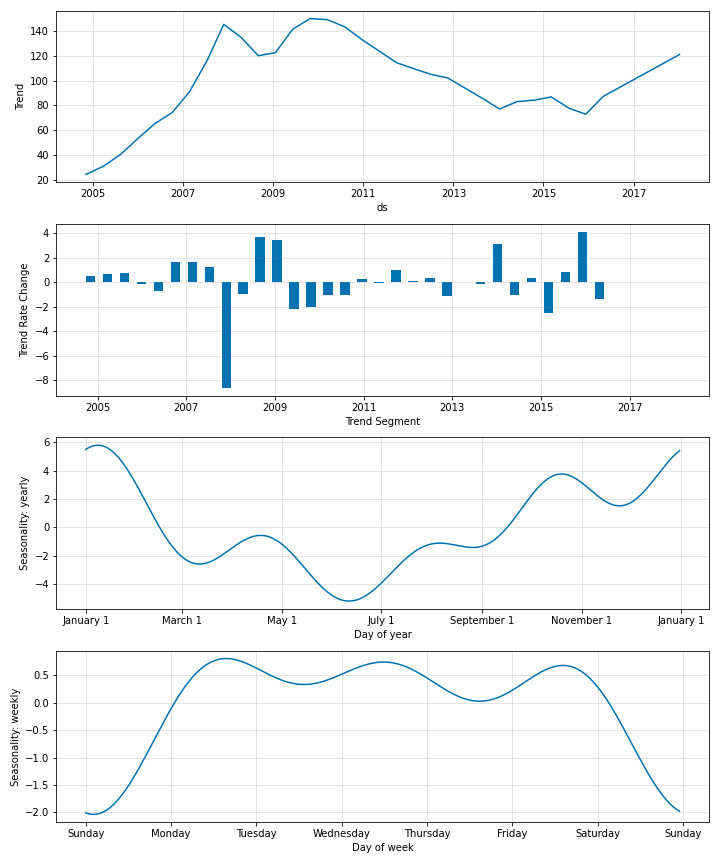 Trend
140
120
100
80
60
40
20
2005 2007 2009 2011 2013 2015 2017
ds
Trend Rate Change
4
2
0
−2
−4
−6
−8
2005 2007 2009 2011 2013 2015 2017
Trend Segment
Seasonality: yearly
6
4
2
0
−2
−4
January 1 March 1 May 1 July 1 September 1 November 1 January 1
Day of year
Seasonality: weekly
0.5
0.0
−0.5
−1.0
−1.5
−2.0
Sunday Monday Tuesday Wednesday Thursday Friday Saturday Sunday
Day of week